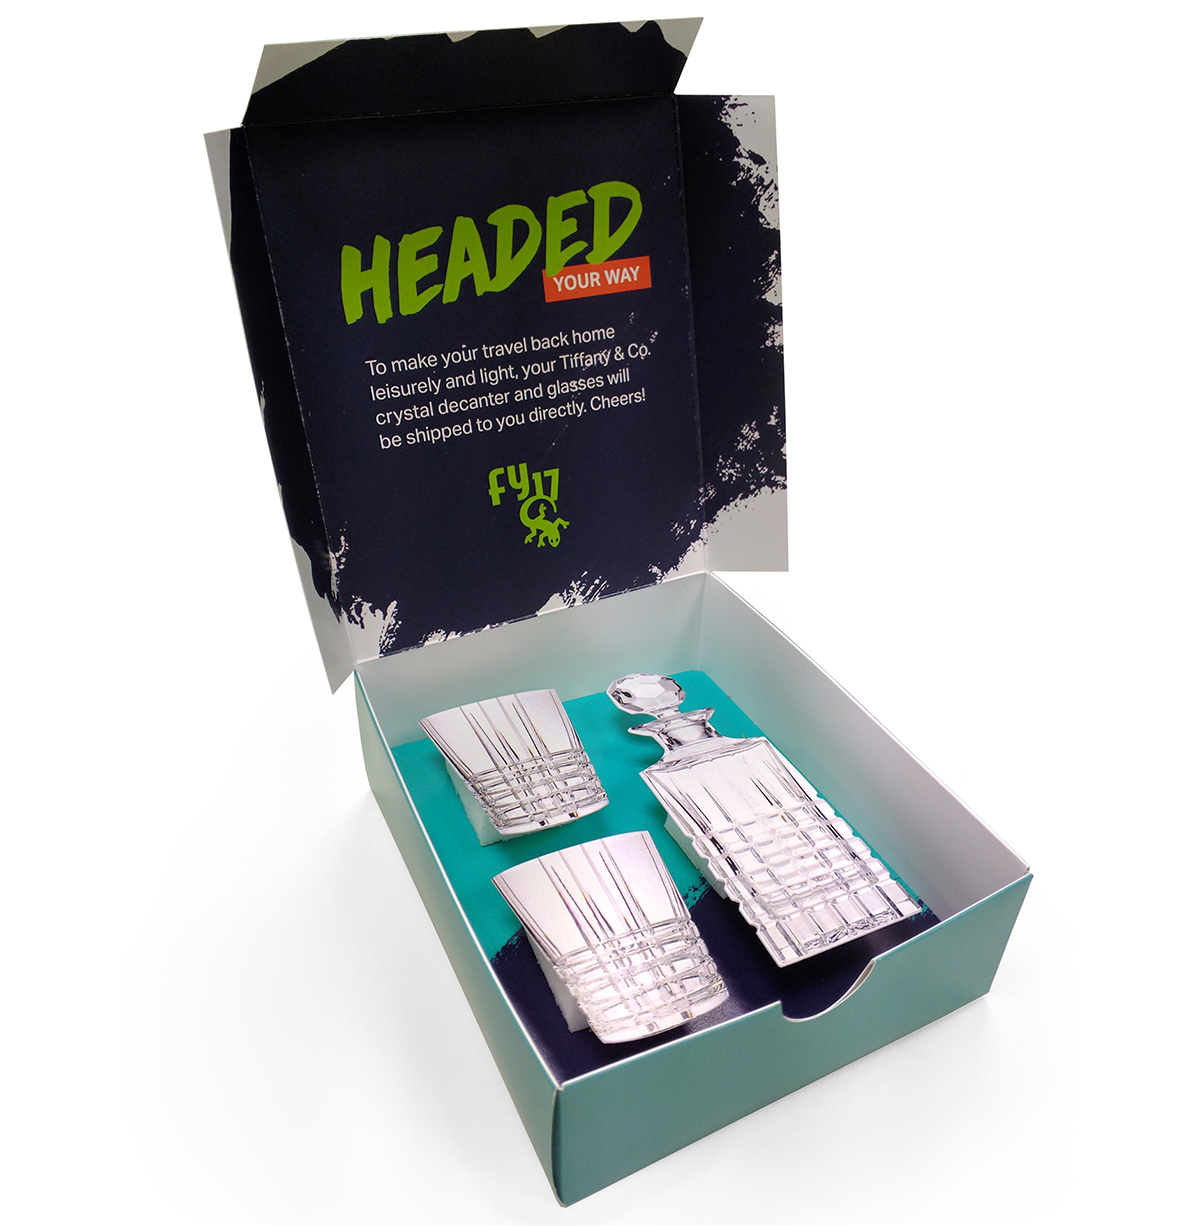 HEADED
YOUR WAY
To make your travel back home
leisurely and light, your Tiffany & Co.
crystal decanter and glasses will
be shipped to you directly. Cheers!
FY17